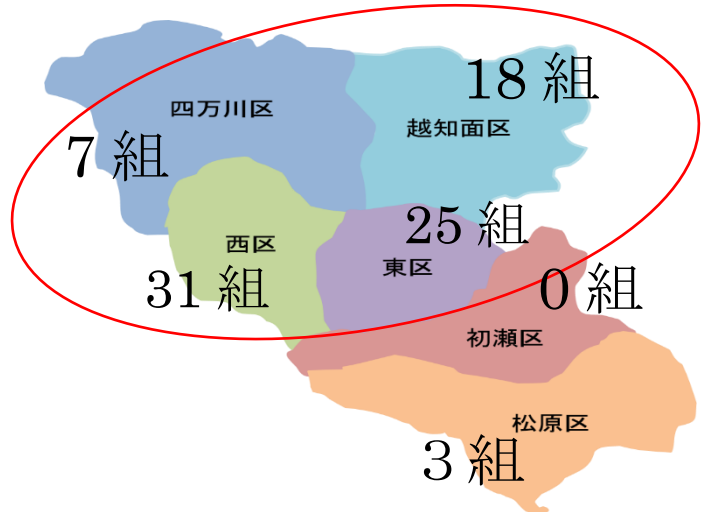 18 組
四万川区
越知面区
7 組
25 組
西区
東区
31 組
0 組
初瀬区
松原区
3 組